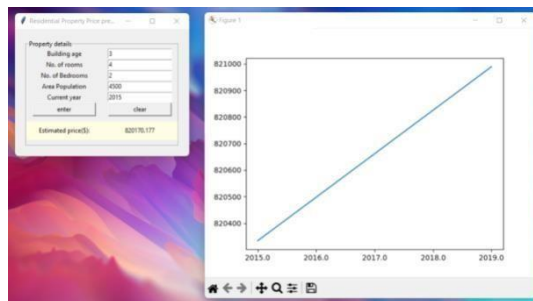 Residential Property Price pre...
Property details
Building age 3
No. of rooms 4
No. of Bedrooms 2
Area Population 4500
Current year 2015
enter clear
Estimated price($): 820170.177
Figure 1
821000
820900
820800
820700
820600
820500
820400
2015.0 2016.0 2017.0 2018.0 2019.0